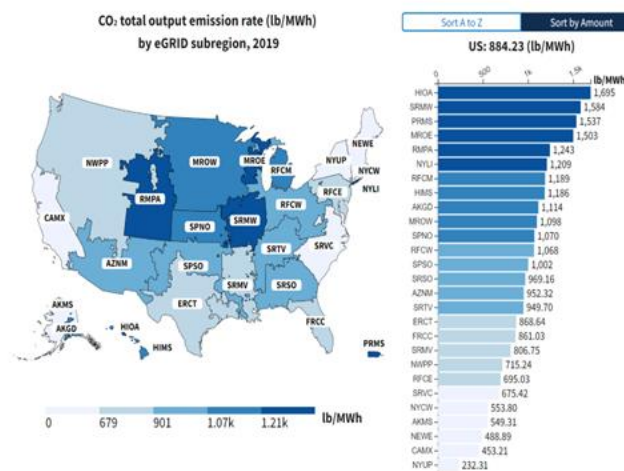 CO₂ total output emission rate (lb/MWh)
by eGRID subregion, 2019
NWPP
MROW
MROE
NYUP
NEWE
NYCW
NYLI
RFCM
RFCE
RMPA
CAMX
SPNO
SRMW
RFCW
SRVC
SRTV
AZNM
SPSO
SRMV
SRSO
ERCT
FRCC
AKMS
AKGD
HIOA
HIMS
PRMS
0
679
901
1.07k
1.21k
lb/MWh
Sort A to Z
Sort by Amount
US: 884.23 (lb/MWh)
0
500
1k
1.5k
lb/MWh
HIOA 1,695
SRMW 1,584
PRMS 1,537
MROE 1,503
RMPA 1,243
NYLI 1,209
RFCM 1,189
HIMS 1,186
AKGD 1,114
MROW 1,098
SPNO 1,070
RFCW 1,068
SPSO 1,002
SRSO 969.16
AZNM 952.32
SRTV 949.70
ERCT 868.64
FRCC 861.03
SRMV 806.75
NWPP 715.24
RFCE 695.03
SRVC 675.42
NYCW 553.80
AKMS 549.31
NEWE 488.89
CAMX 453.21
NYUP 232.31